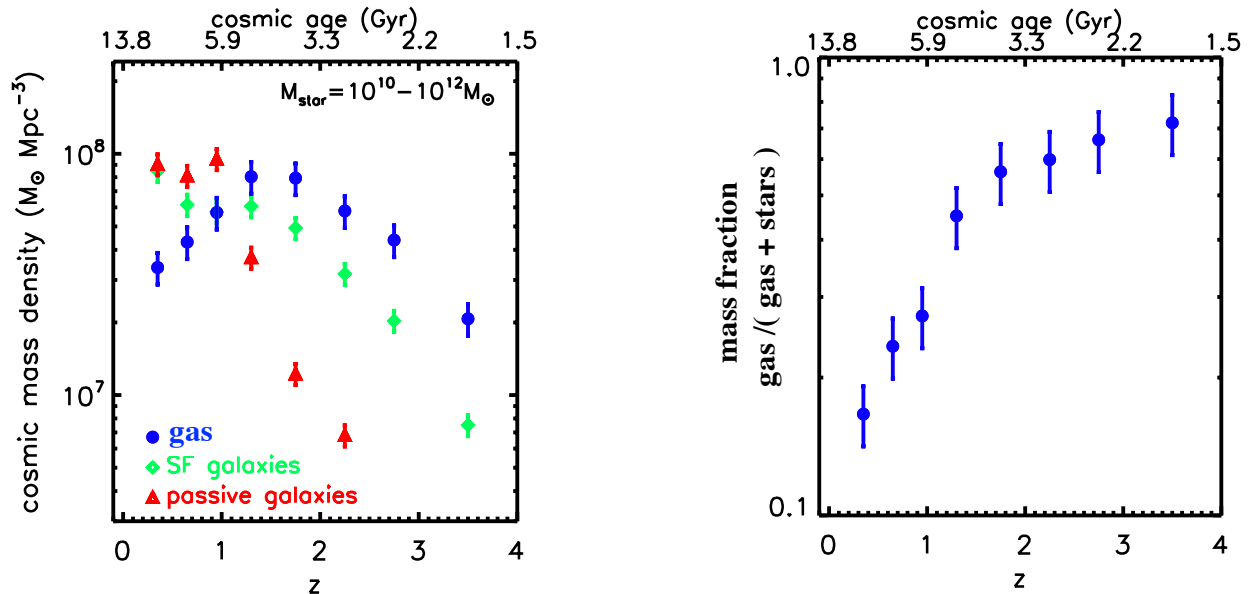 cosmic age (Gyr)
13.8 5.9 3.3 2.2 1.5
M_star=10^10−10^12 M_⊙
cosmic mass density (M_⊙ Mpc^−3)
10^8
10^7
gas
SF galaxies
passive galaxies
0 1 2 3 4
z
cosmic age (Gyr)
13.8 5.9 3.3 2.2 1.5
1.0
mass fraction
gas /( gas + stars )
0.1
0 1 2 3 4
z